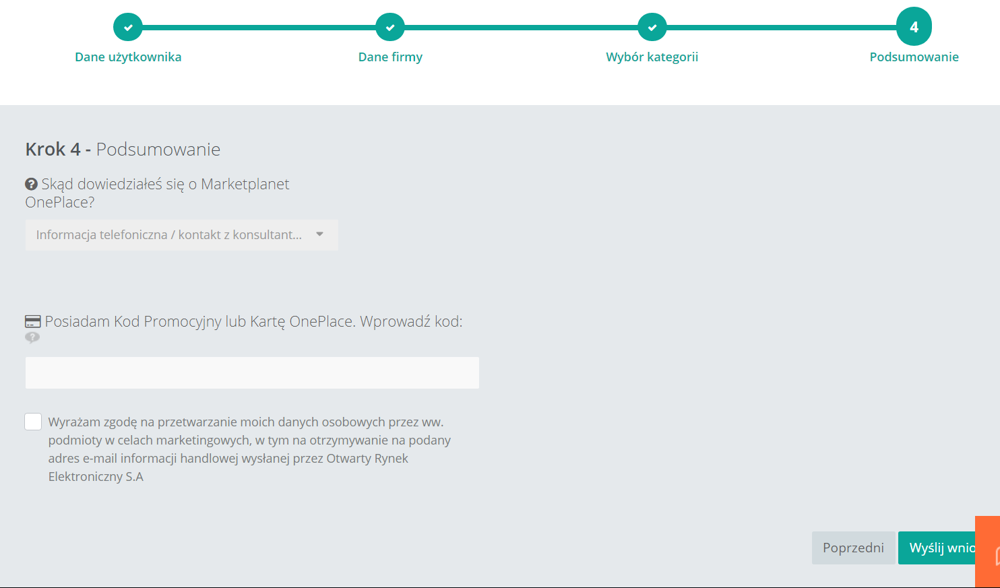 4
Dane użytkownika
Dane firmy
Wybór kategorii
Podsumowanie
Krok 4 - Podsumowanie
Skąd dowiedziałeś się o Marketplanet
OnePlace?
Informacja telefoniczna / kontakt z konsultant...
Posiadam Kod Promocyjny lub Kartę OnePlace. Wprowadź kod:
Wyrażam zgodę na przetwarzanie moich danych osobowych przez ww.
podmioty w celach marketingowych, w tym na otrzymywanie na podany
adres e-mail informacji handlowej wysłanej przez Otwarty Rynek
Elektroniczny S.A
Poprzedni
Wyślij wnio